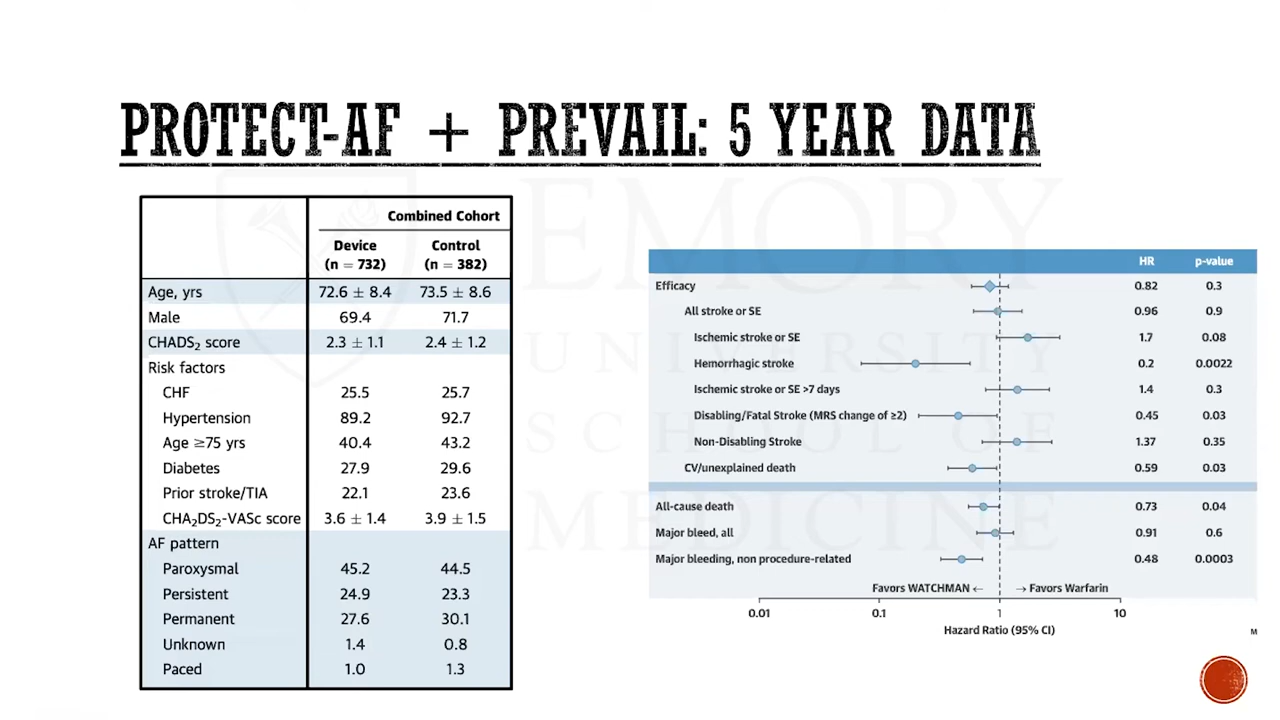 PROTECT-AF + PREVAIL: 5 YEAR DATA
Combined Cohort
Device Control
(n = 732) (n = 382)
Age, yrs 72.6 ± 8.4 73.5 ± 8.6
Male 69.4 71.7
CHADS₂ score 2.3 ± 1.1 2.4 ± 1.2
Risk factors
CHF 25.5 25.7
Hypertension 89.2 92.7
Age ≥75 yrs 40.4 43.2
Diabetes 27.9 29.6
Prior stroke/TIA 22.1 23.6
CHA₂DS₂-VASc score 3.6 ± 1.4 3.9 ± 1.5
AF pattern
Paroxysmal 45.2 44.5
Persistent 24.9 23.3
Permanent 27.6 30.1
Unknown 1.4 0.8
Paced 1.0 1.3
HR p-value
Efficacy 0.82 0.3
All stroke or SE 0.96 0.9
Ischemic stroke or SE 1.7 0.08
Hemorrhagic stroke 0.2 0.0022
Ischemic stroke or SE >7 days 1.4 0.3
Disabling/Fatal Stroke (MRS change of ≥2) 0.45 0.03
Non-Disabling Stroke 1.37 0.35
CV/unexplained death 0.59 0.03
All-cause death 0.73 0.04
Major bleed, all 0.91 0.6
Major bleeding, non procedure-related 0.48 0.0003
Favors WATCHMAN ← → Favors Warfarin
0.01 0.1 1 10
Hazard Ratio (95% CI)
M
EMORY
UNIVERSITY
SCHOOL OF
MEDICINE